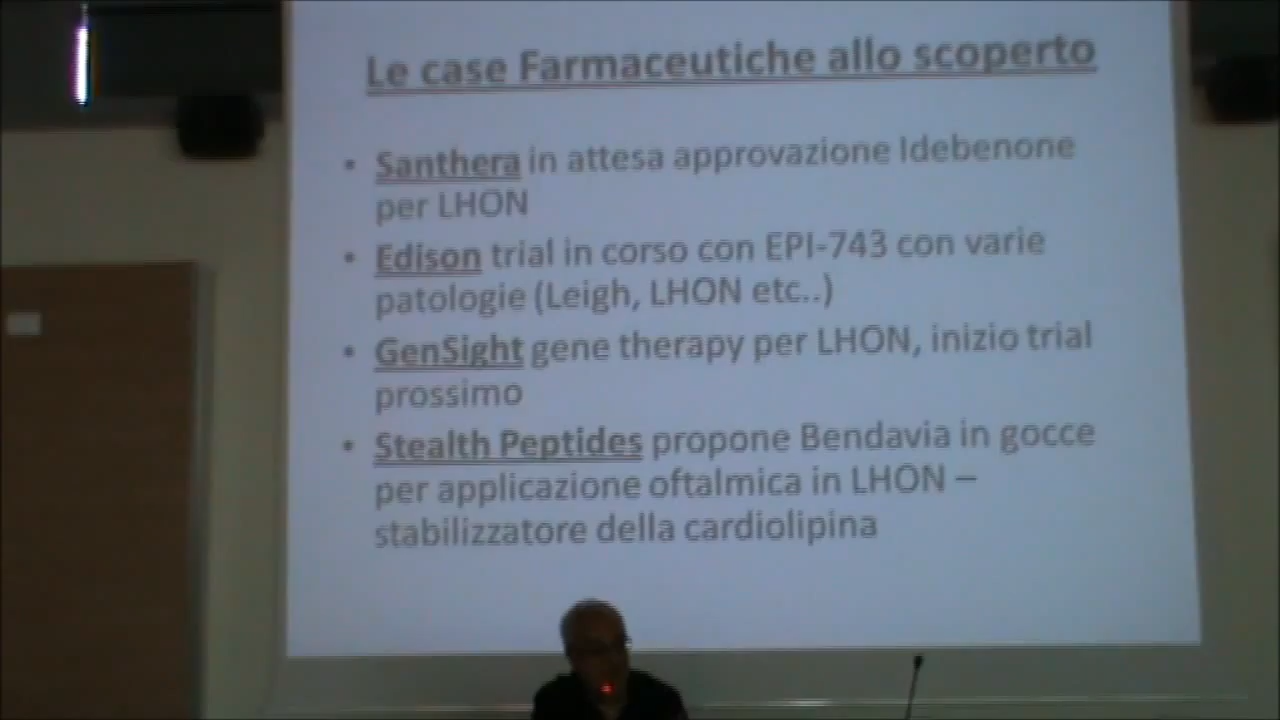 Le case Farmaceutiche allo scoperto
• Santhera in attesa approvazione Idebenone
per LHON
• Edison trial in corso con EPI-743 con varie
patologie (Leigh, LHON etc..)
• GenSight gene therapy per LHON, inizio trial
prossimo
• Stealth Peptides propone Bendavia in gocce
per applicazione oftalmica in LHON –
stabilizzatore della cardiolipina